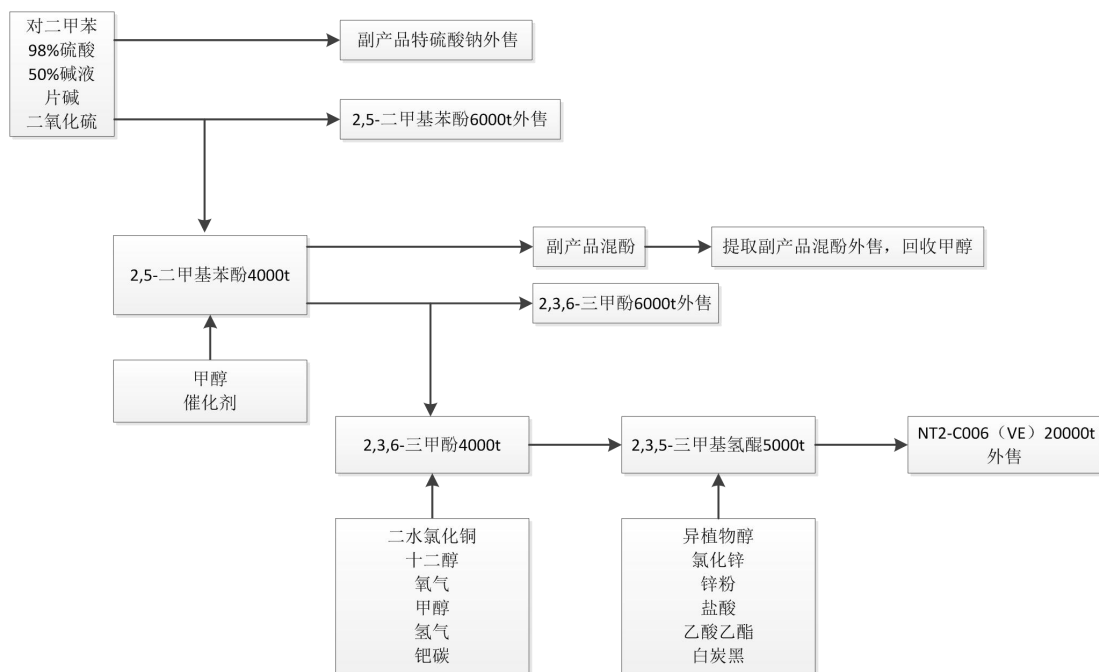 对二甲苯
98%硫酸
50%碱液
片碱
二氧化硫
副产品特硫酸钠外售
2,5-二甲基苯酚6000t外售
2,5-二甲基苯酚4000t
副产品混酚
提取副产品混酚外售，回收甲醇
2,3,6-三甲酚6000t外售
甲醇
催化剂
2,3,6-三甲酚4000t
2,3,5-三甲基氢醌5000t
NT2-C006（VE）20000t
外售
二水氯化铜
十二醇
氧气
甲醇
氢气
钯碳
异植物醇
氯化锌
锌粉
盐酸
乙酸乙酯
白炭黑